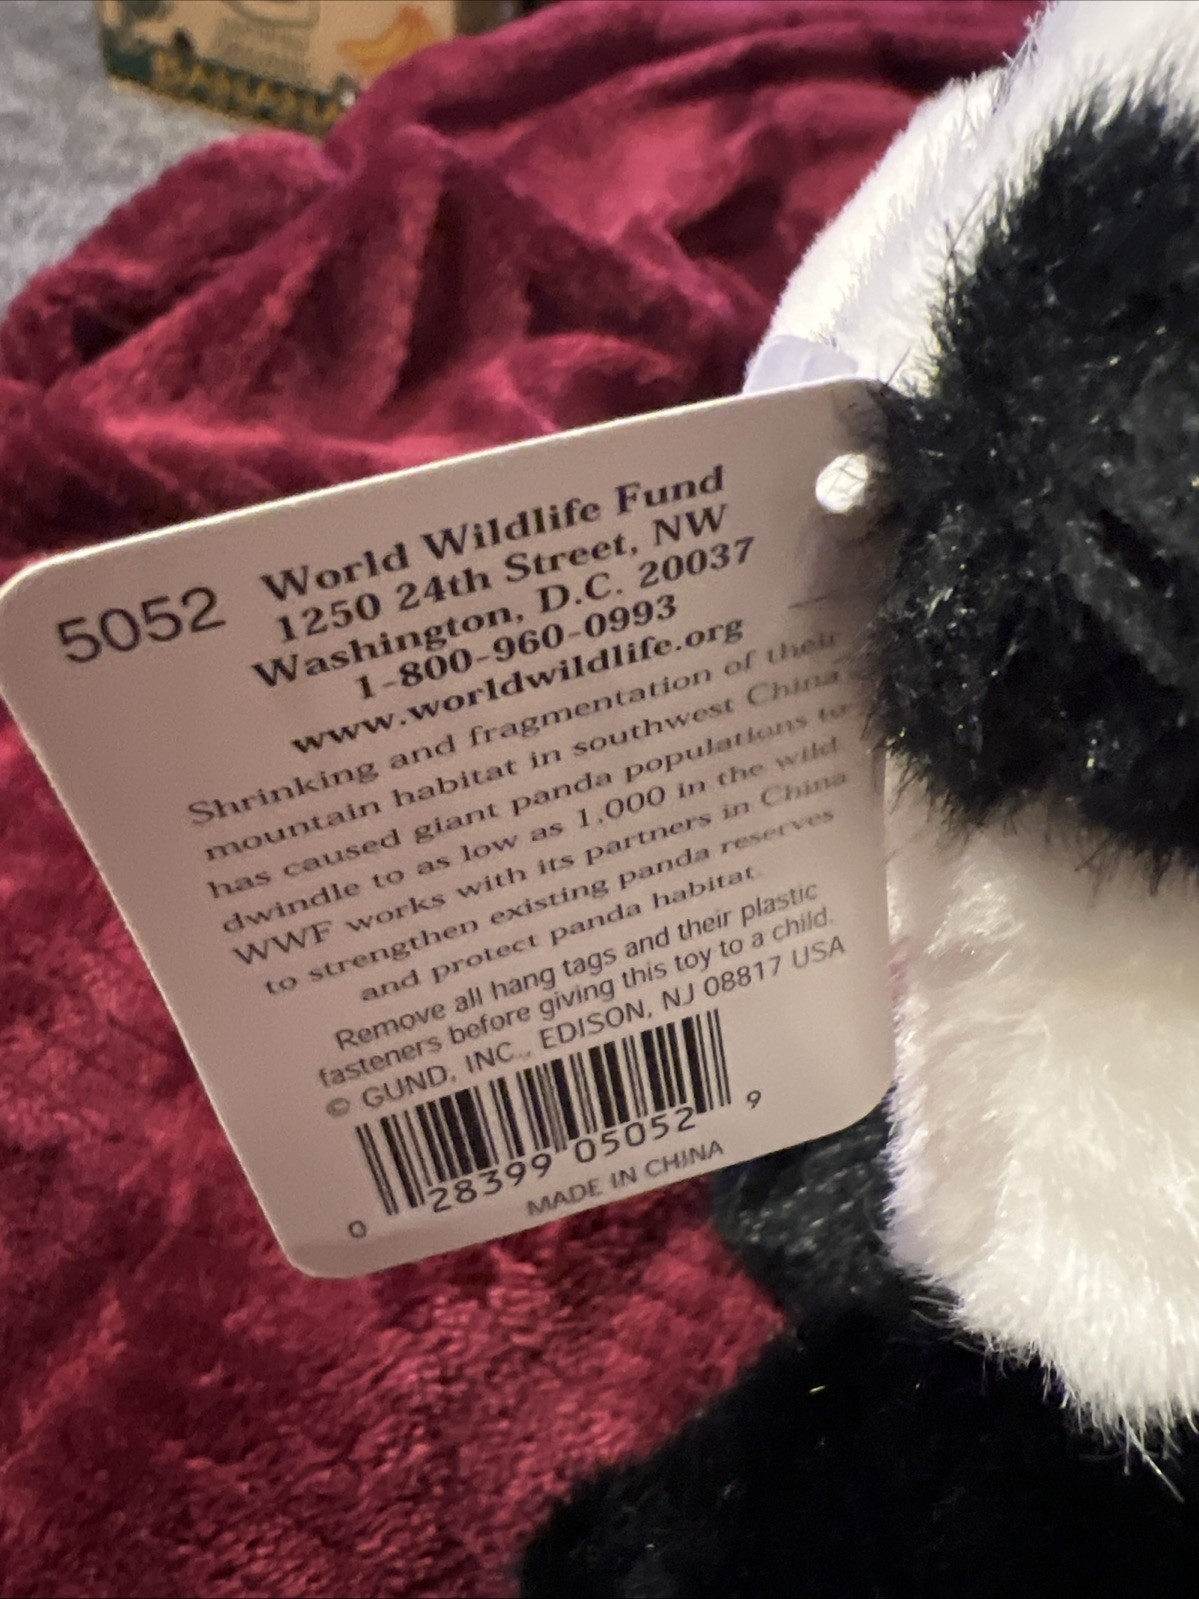 5052
World Wildlife Fund
1250 24th Street, NW
Washington, D.C. 20037
1-800-960-0993
www.worldwildlife.org
Shrinking and fragmentation of their
mountain habitat in southwest China
has caused giant panda populations to
dwindle to as low as 1,000 in the wild.
WWF works with its partners in China
to strengthen existing panda reserves
and protect panda habitat.
Remove all hang tags and their plastic
fasteners before giving this toy to a child.
© GUND, INC., EDISON, NJ 08817 USA
0 28399 05052 9
MADE IN CHINA